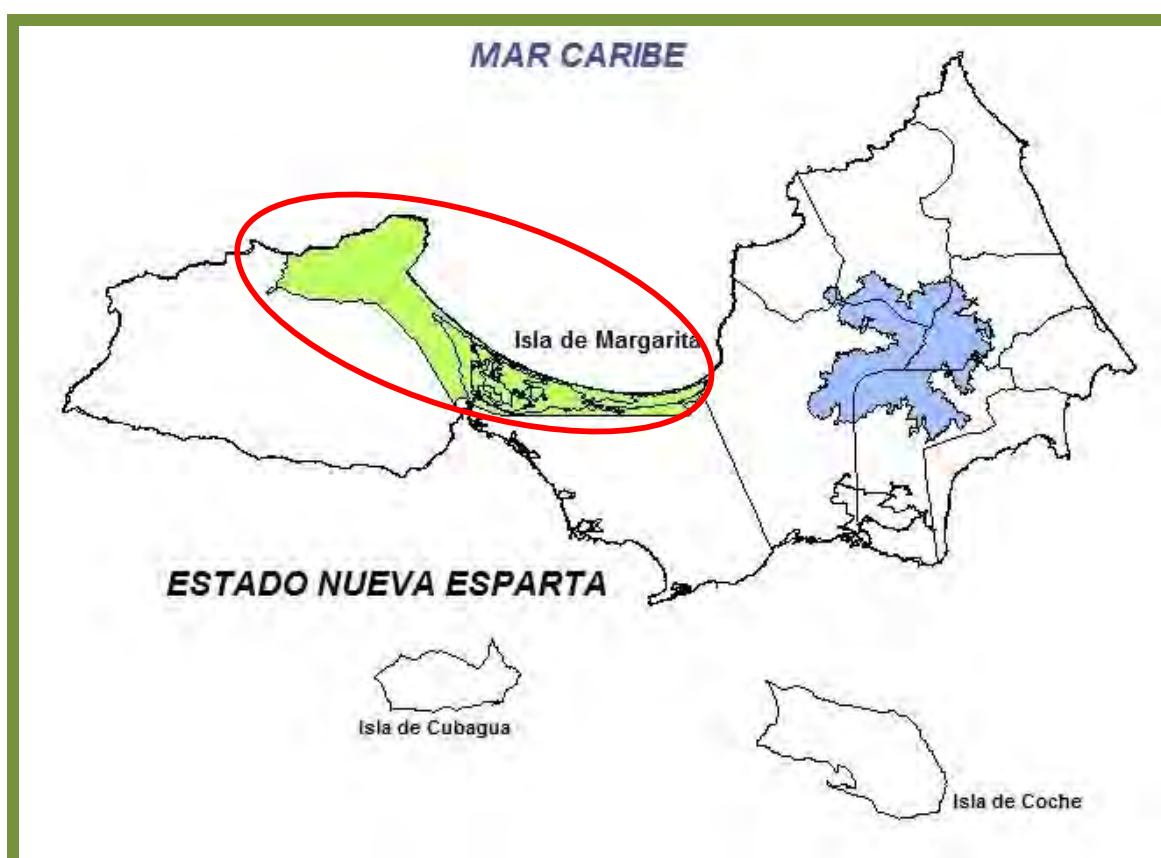 MAR CARIBE
Isla de Margarita
ESTADO NUEVA ESPARTA
Isla de Cubagua
Isla de Coche